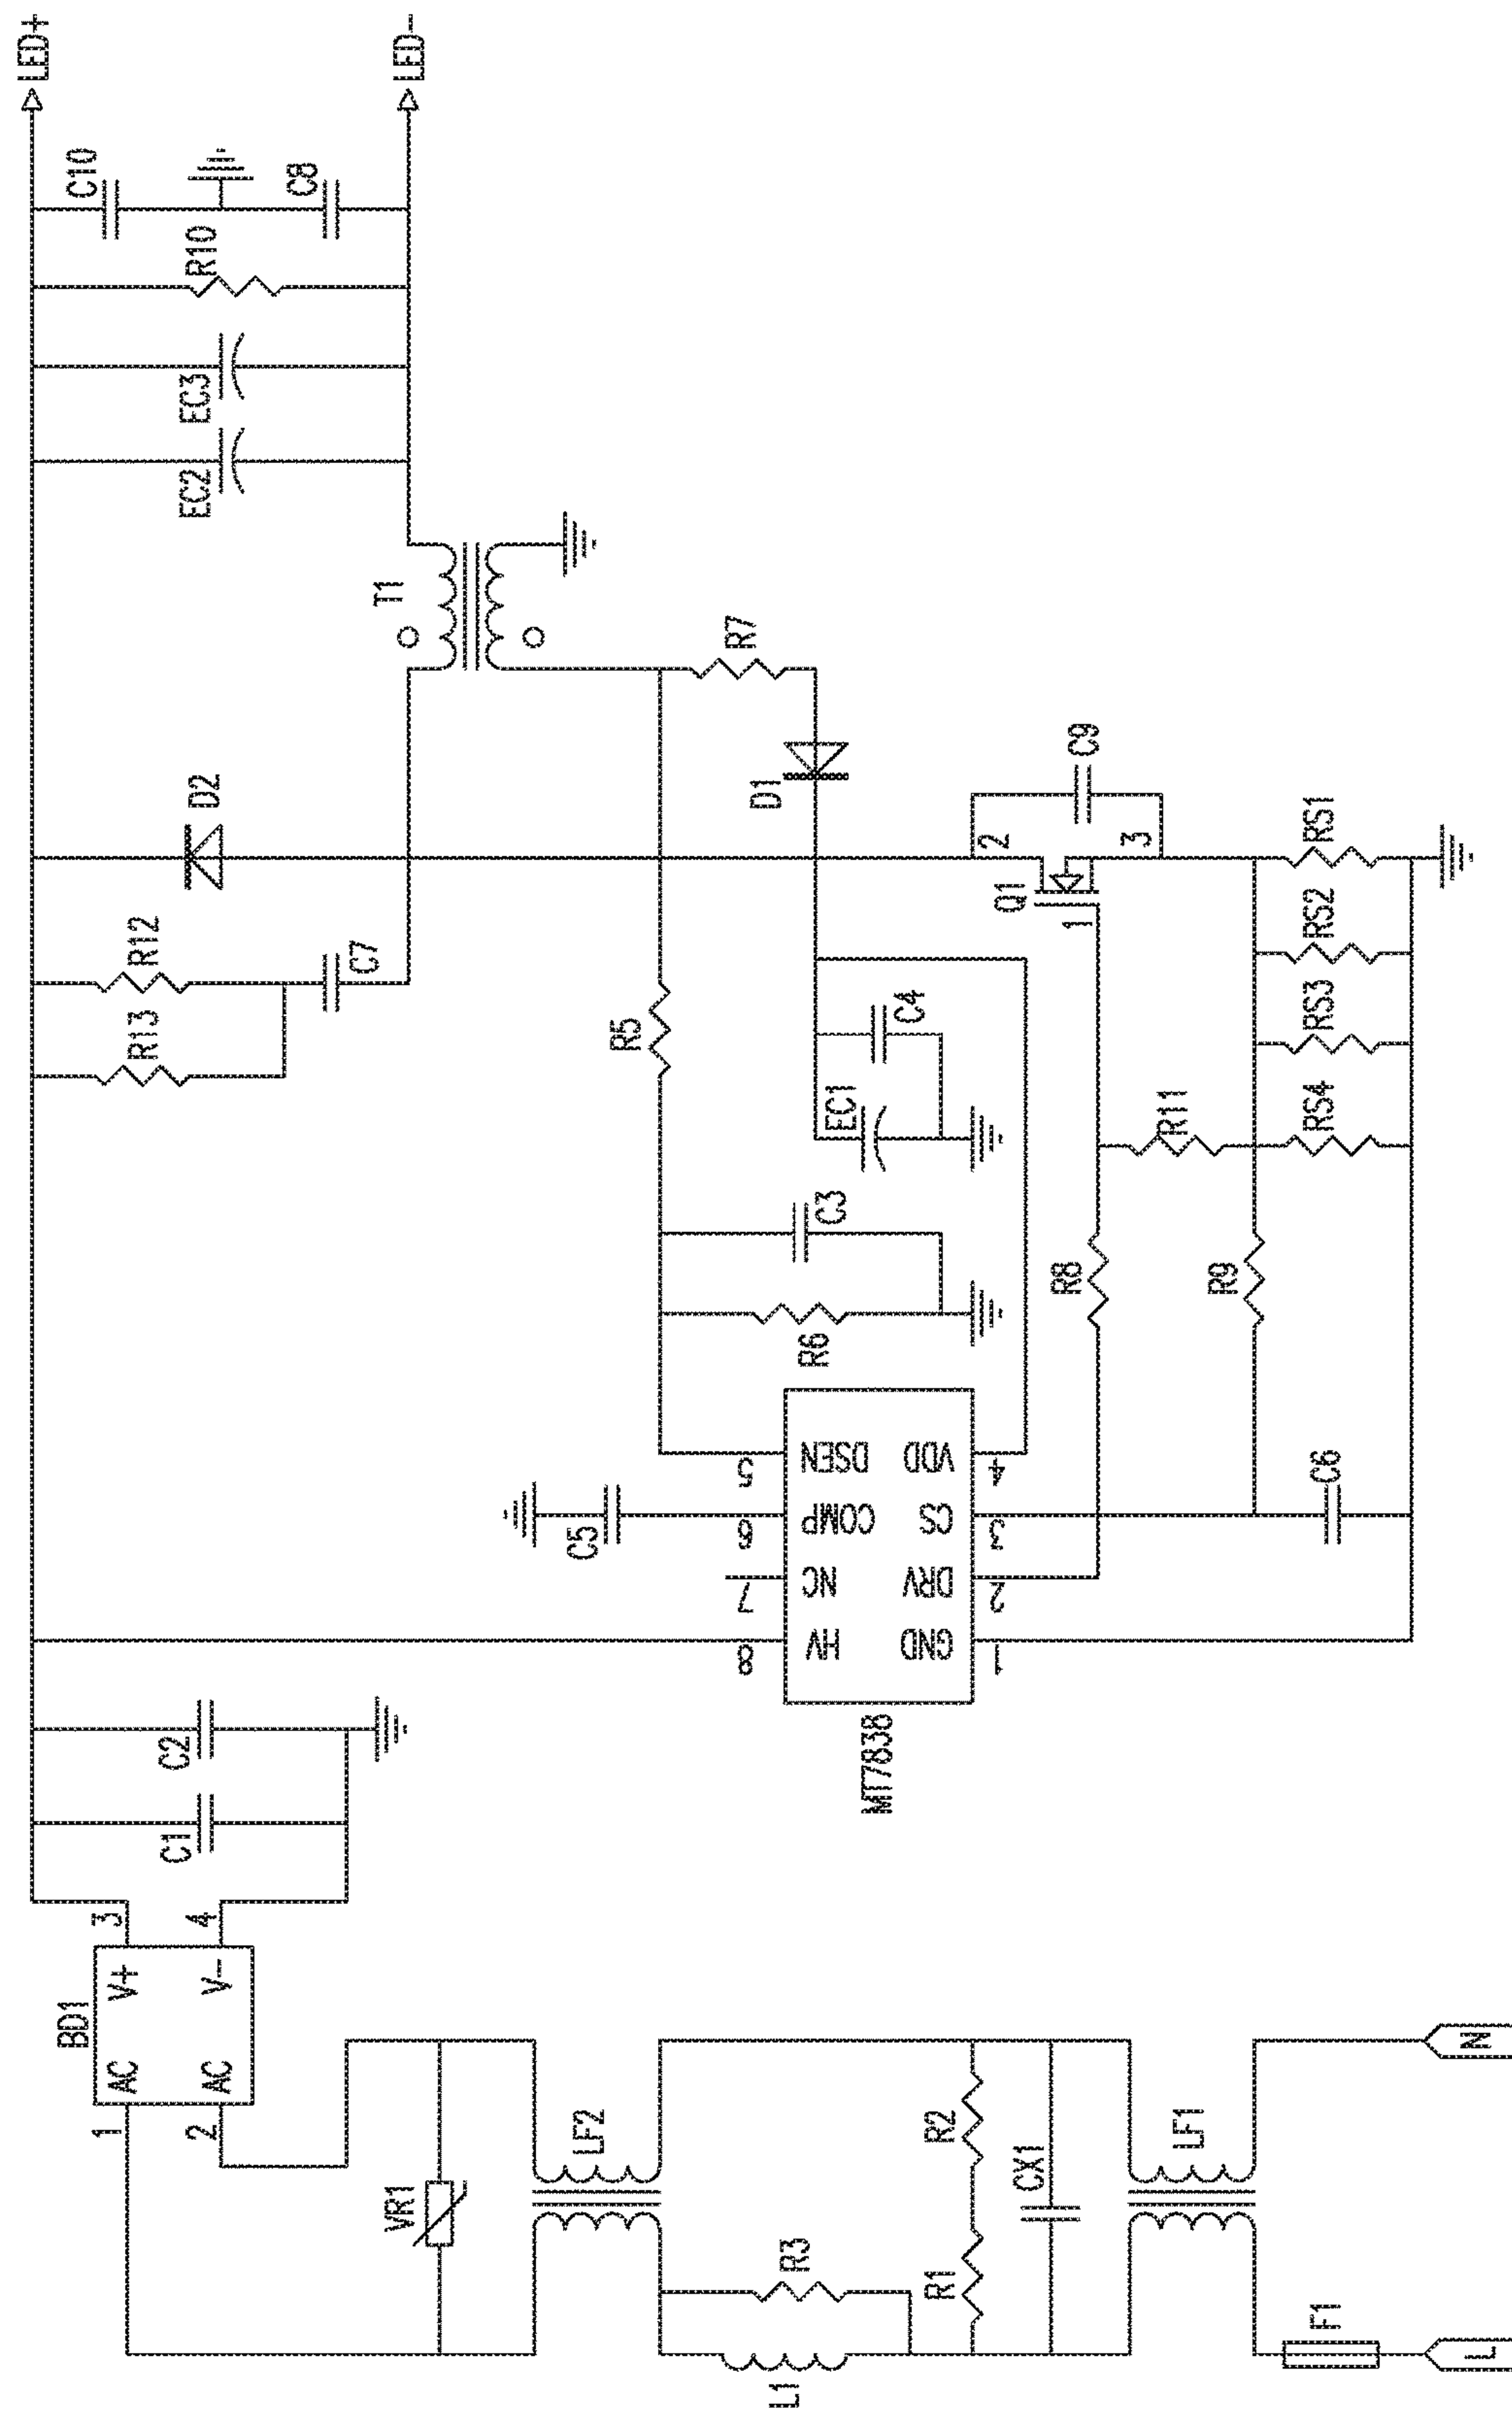 LED+
LED-
C10
C8
R10
EC3
EC2
T1
R7
D2
D1
C9
2
3
Q1
1
RS1
RS2
RS3
RS4
R12
R13
C7
R5
C4
EC1
C3
R6
R11
R8
R9
C6
C5
5
6
7
8
DSEN
COMP
NC
HV
VDD
CS
DRV
GND
4
3
2
1
MT7838
C2
C1
3
4
BD1
V+
V-
AC
AC
1
2
VR1
LF2
R2
CX1
LF1
R3
R1
L1
F1
N
L